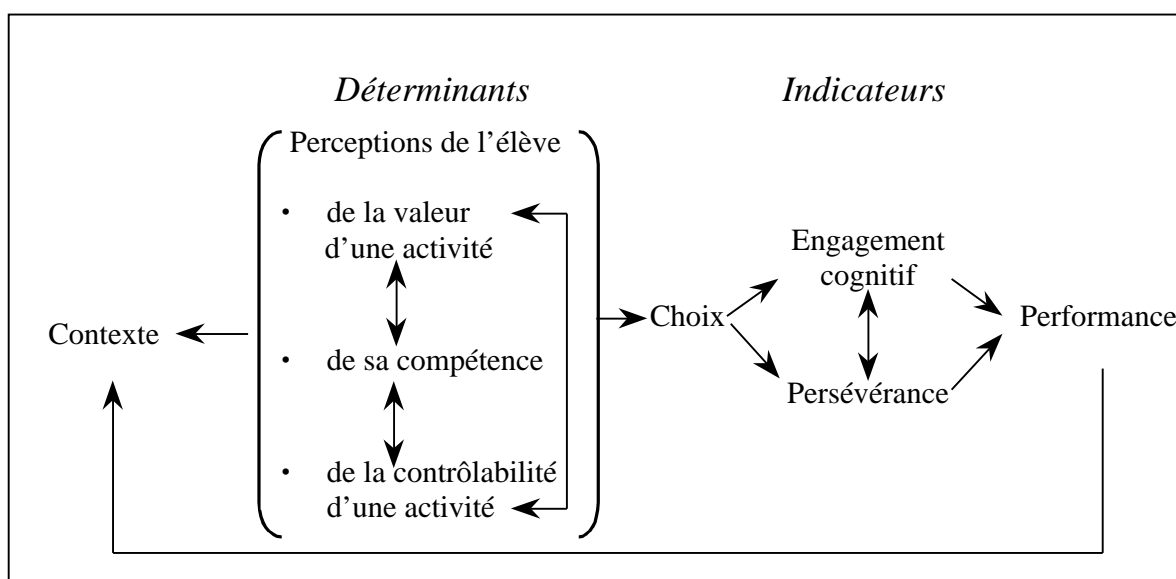 Déterminants
Indicateurs
Perceptions de l’élève
• de la valeur
d’une activité
• de sa compétence
• de la contrôlabilité
d’une activité
Contexte
Choix
Engagement
cognitif
Persévérance
Performance